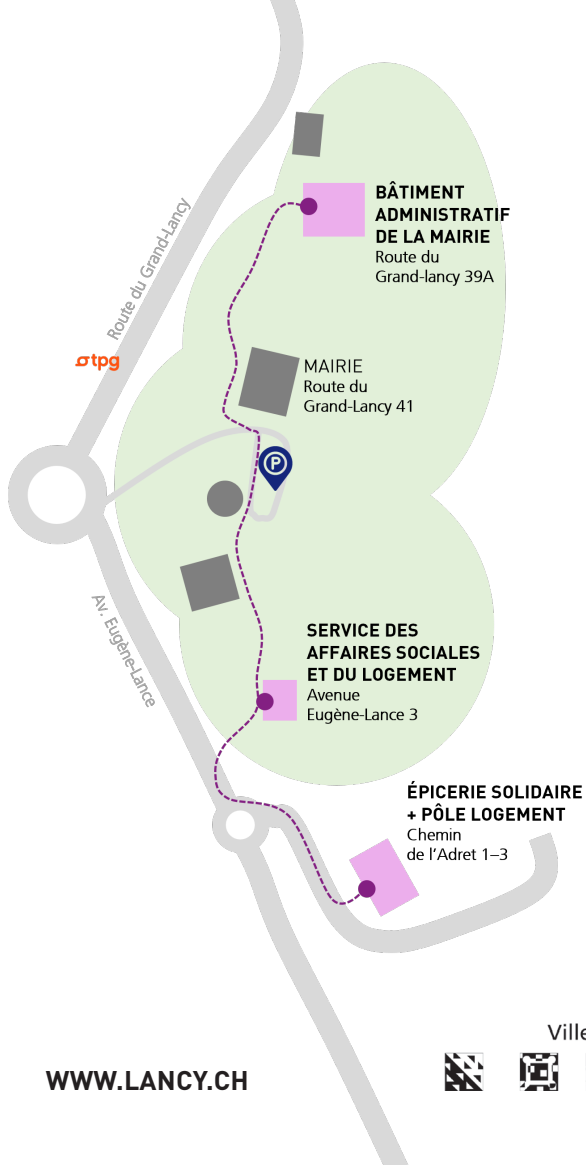 BÂTIMENT
ADMINISTRATIF
DE LA MAIRIE
Route du
Grand-lancy 39A
Route du Grand-Lancy
tpg
MAIRIE
Route du
Grand-Lancy 41
P
Av. Eugène-Lance
SERVICE DES
AFFAIRES SOCIALES
ET DU LOGEMENT
Avenue
Eugène-Lance 3
ÉPICERIE SOLIDAIRE
+ PÔLE LOGEMENT
Chemin
de l'Adret 1–3
Ville
WWW.LANCY.CH